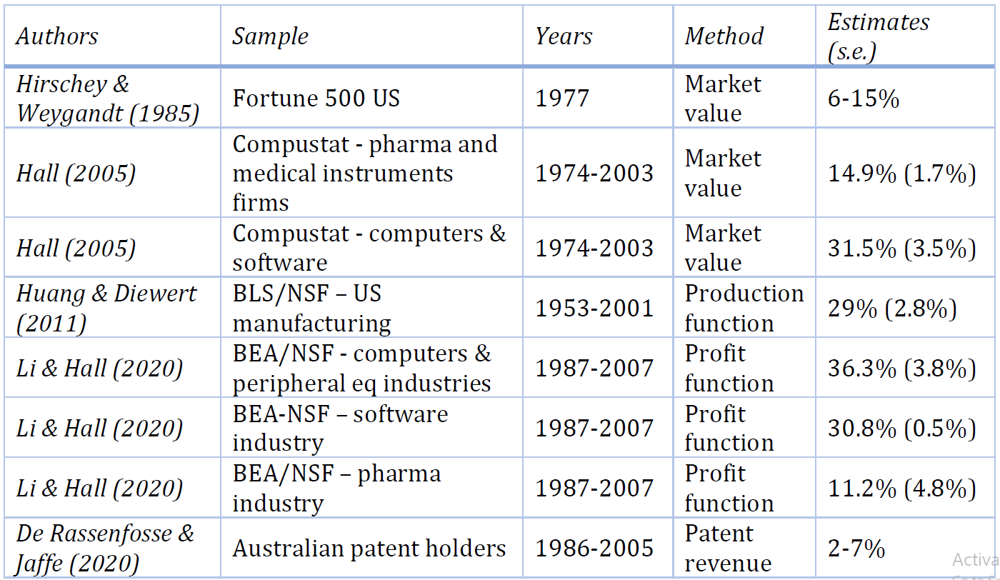 Authors Sample Years Method Estimates
(s.e.)
Hirschey &
Weygandt (1985) Fortune 500 US 1977 Market
value 6-15%
Hall (2005) Compustat - pharma and
medical instruments
firms 1974-2003 Market
value 14.9% (1.7%)
Hall (2005) Compustat - computers &
software 1974-2003 Market
value 31.5% (3.5%)
Huang & Diewert
(2011) BLS/NSF – US
manufacturing 1953-2001 Production
function 29% (2.8%)
Li & Hall (2020) BEA/NSF - computers &
peripheral eq industries 1987-2007 Profit
function 36.3% (3.8%)
Li & Hall (2020) BEA-NSF – software
industry 1987-2007 Profit
function 30.8% (0.5%)
Li & Hall (2020) BEA/NSF – pharma
industry 1987-2007 Profit
function 11.2% (4.8%)
De Rassenfosse &
Jaffe (2020) Australian patent holders 1986-2005 Patent
revenue 2-7%
Activa